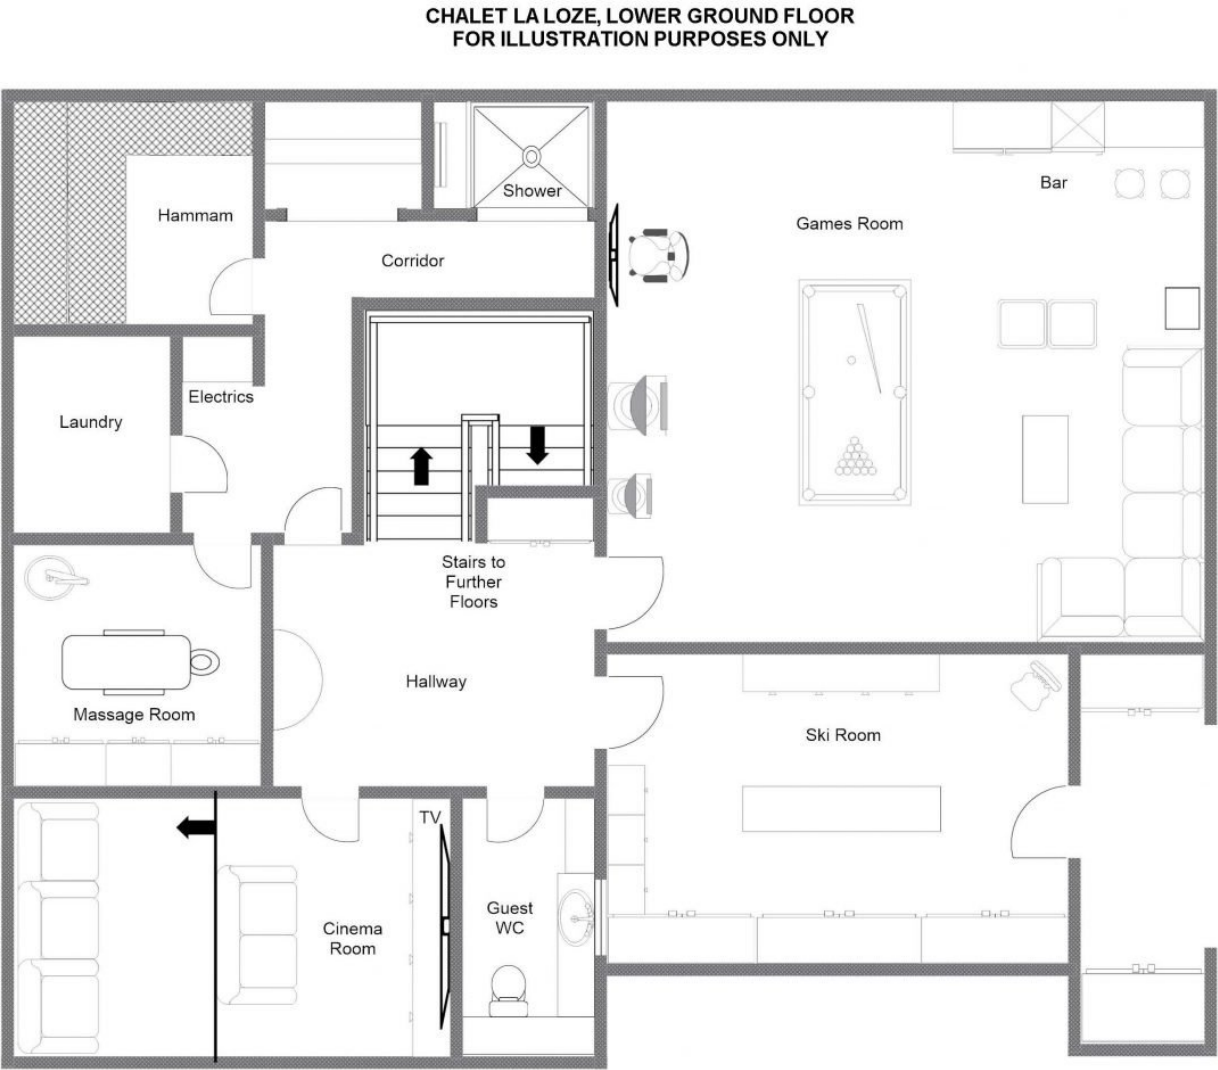 CHALET LA LOZE, LOWER GROUND FLOOR
FOR ILLUSTRATION PURPOSES ONLY
Shower
Bar
Hammam
Games Room
Corridor
Electrics
Laundry
Stairs to
Further
Floors
Hallway
Massage Room
Ski Room
TV
Guest
WC
Cinema
Room